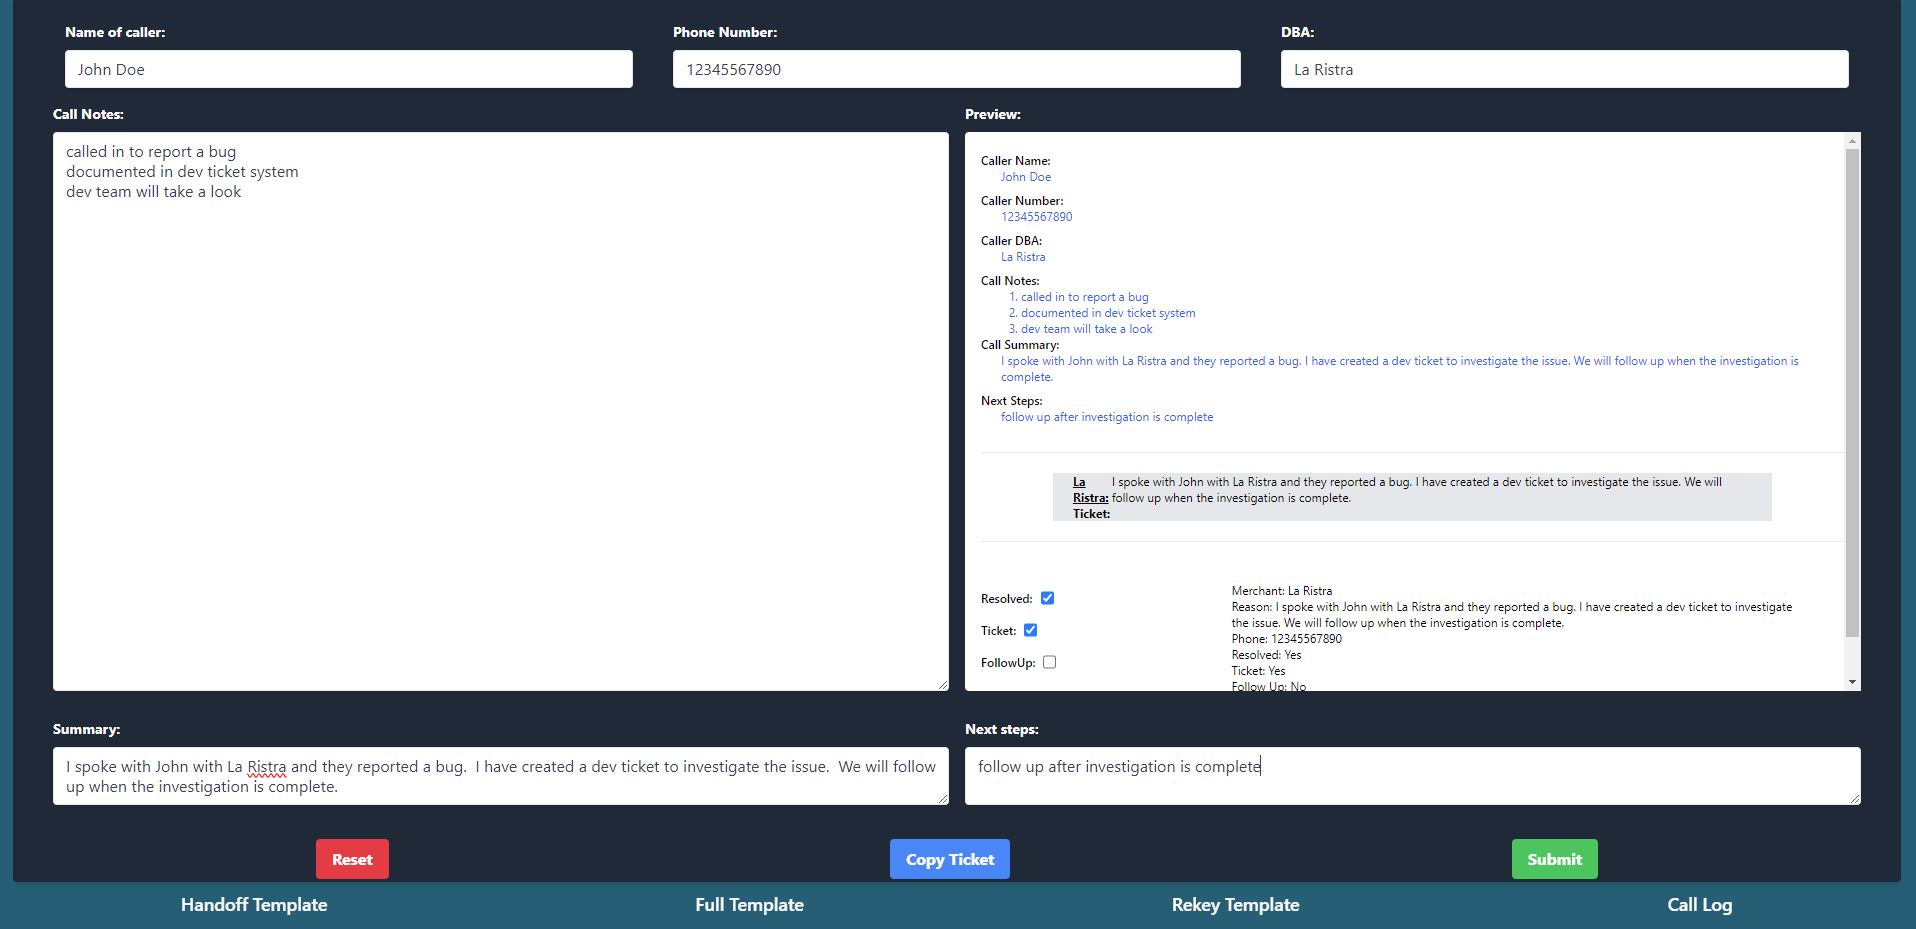 Name of caller:
Phone Number:
DBA:
John Doe
12345567890
La Ristra
Call Notes:
called in to report a bug
documented in dev ticket system
dev team will take a look
Preview:
Caller Name:
John Doe
Caller Number:
12345567890
Caller DBA:
La Ristra
Call Notes:
1. called in to report a bug
2. documented in dev ticket system
3. dev team will take a look
Call Summary:
I spoke with John with La Ristra and they reported a bug. I have created a dev ticket to investigate the issue. We will follow up when the investigation is
complete.
Next Steps:
follow up after investigation is complete
La
Ristra:
Ticket:
I spoke with John with La Ristra and they reported a bug. I have created a dev ticket to investigate the issue. We will
follow up when the investigation is complete.
Resolved:
Ticket:
FollowUp:
Merchant: La Ristra
Reason: I spoke with John with La Ristra and they reported a bug. I have created a dev ticket to investigate
the issue. We will follow up when the investigation is complete.
Phone: 12345567890
Resolved: Yes
Ticket: Yes
Follow Up: No
Summary:
I spoke with John with La Ristra and they reported a bug.  I have created a dev ticket to investigate the issue.  We will follow
up when the investigation is complete.
Next steps:
follow up after investigation is complete
Reset
Copy Ticket
Submit
Handoff Template
Full Template
Rekey Template
Call Log